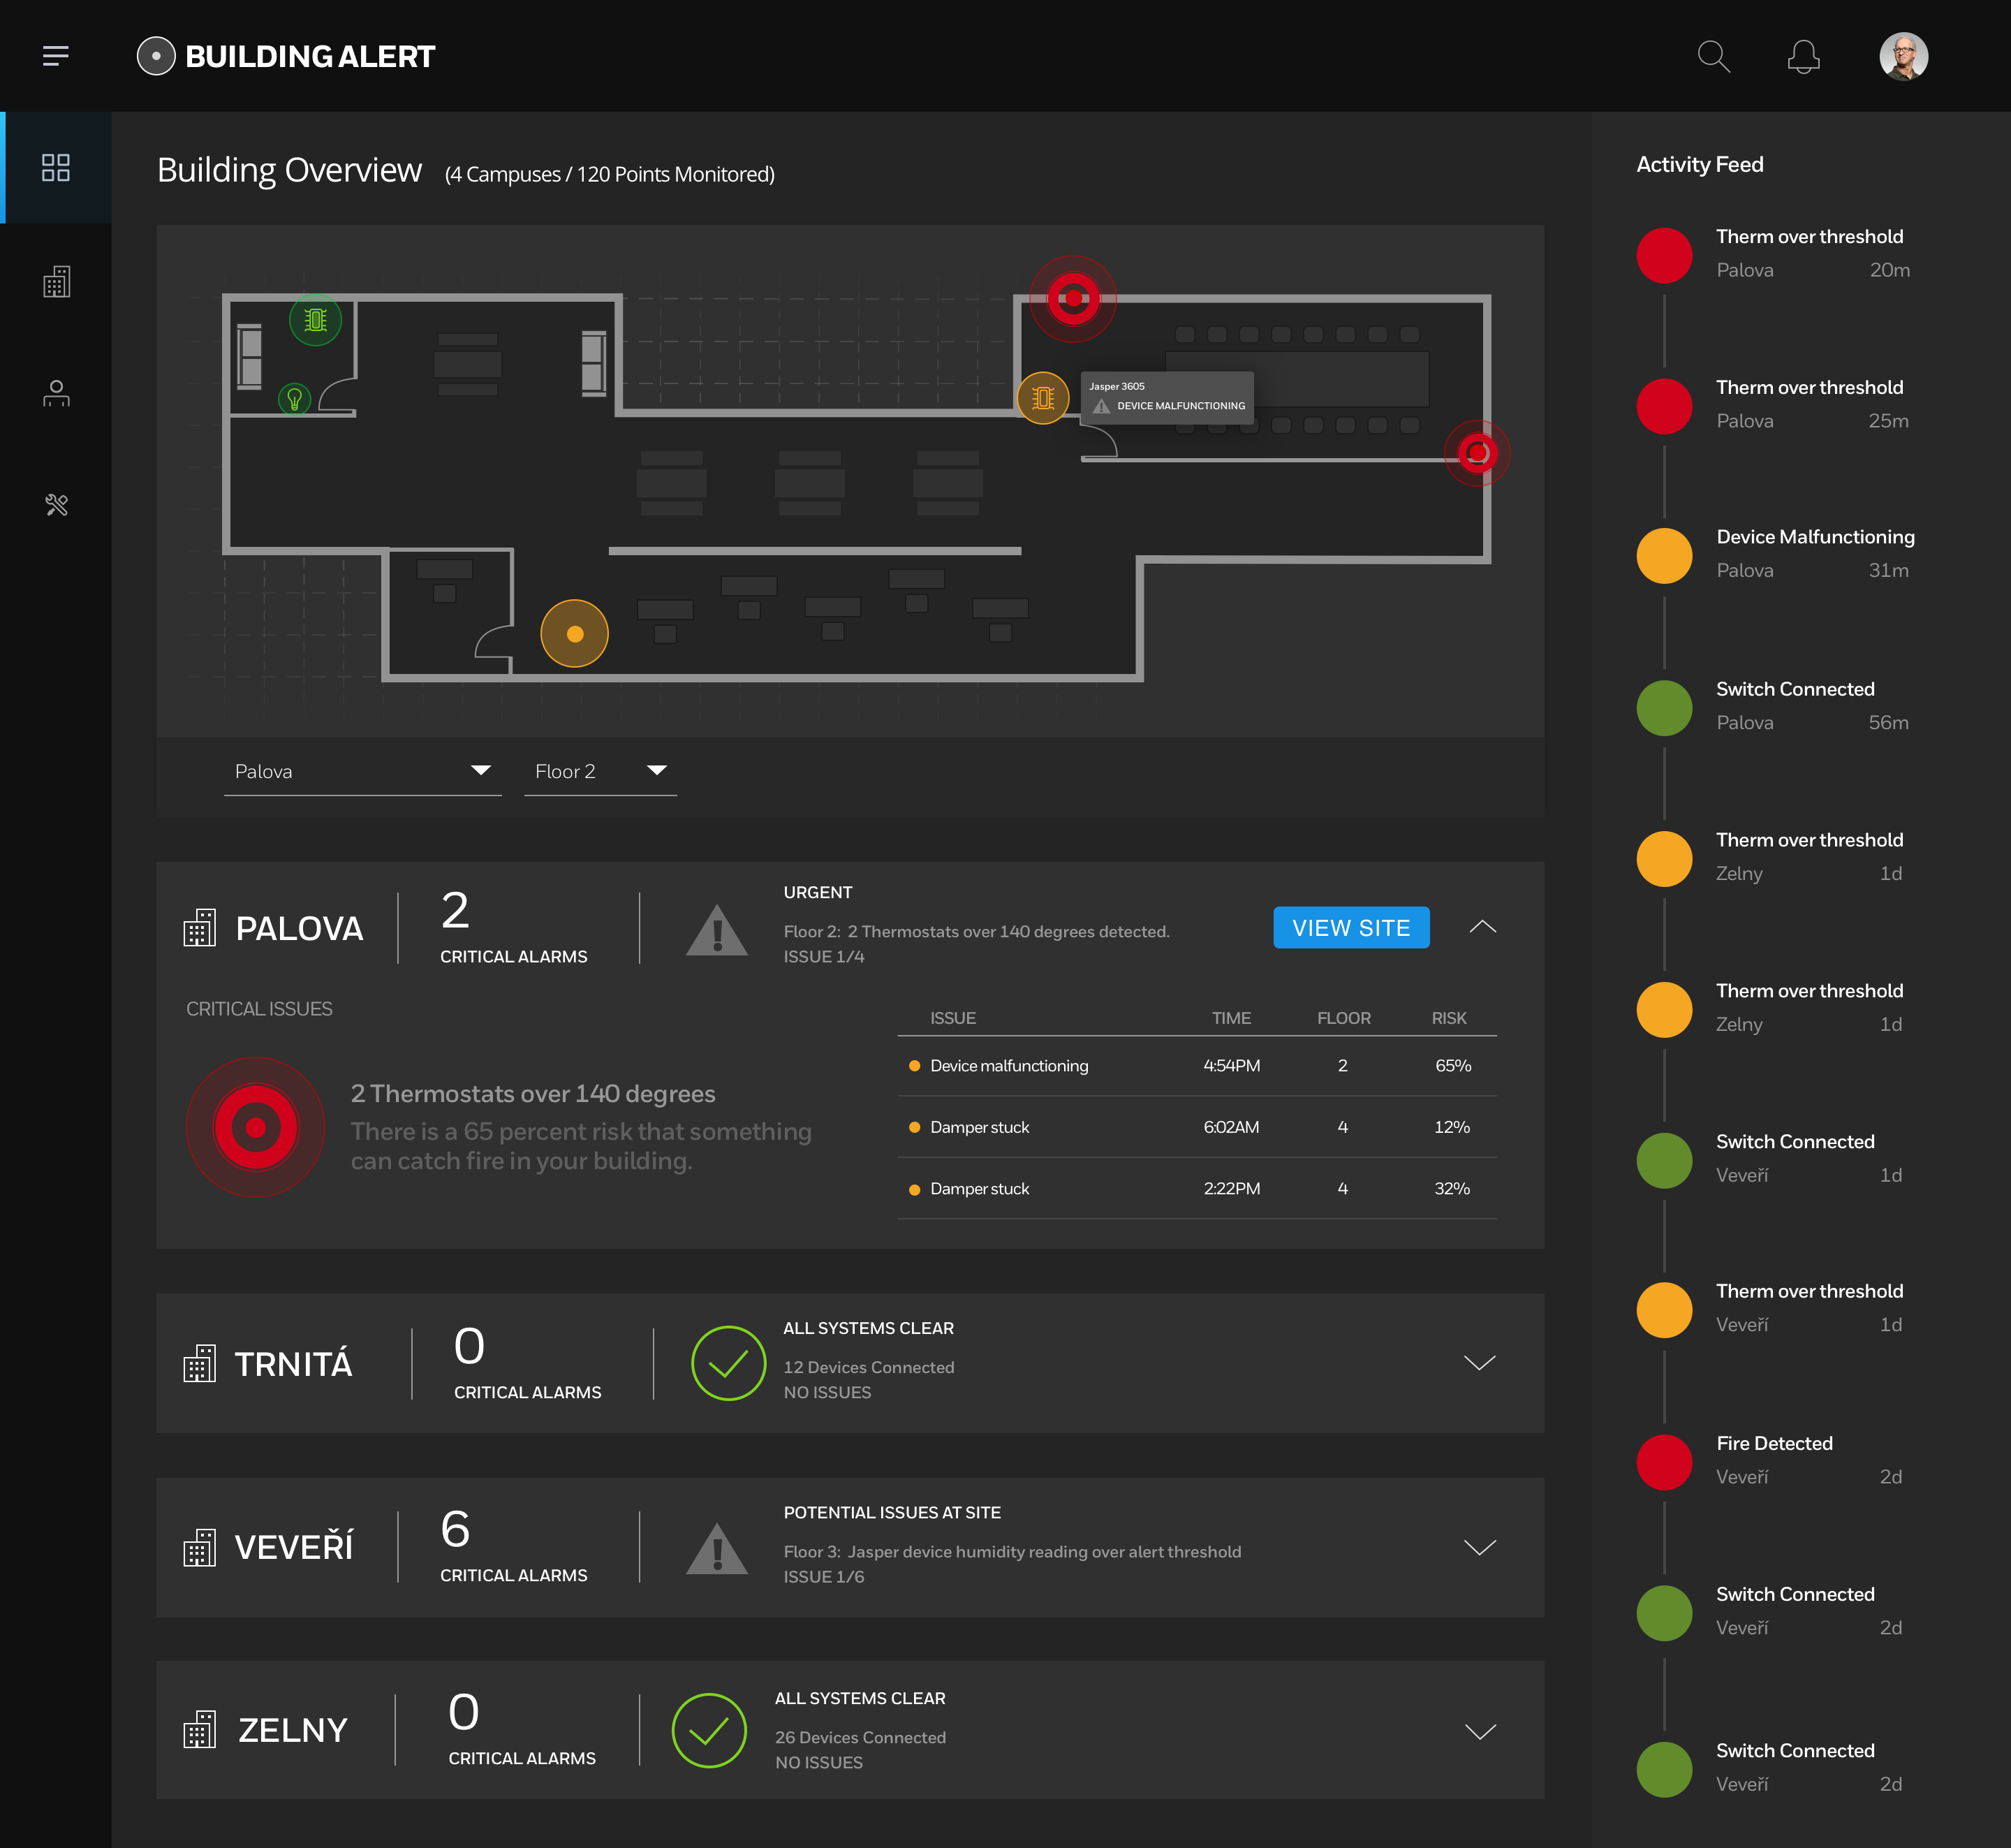 BUILDING ALERT
Building Overview (4 Campuses / 120 Points Monitored)
Jasper 3605
DEVICE MALFUNCTIONING
Palova
Floor 2
PALOVA
2
CRITICAL ALARMS
URGENT
Floor 2: 2 Thermostats over 140 degrees detected.
ISSUE 1/4
VIEW SITE
CRITICAL ISSUES
2 Thermostats over 140 degrees
There is a 65 percent risk that something
can catch fire in your building.
ISSUE TIME FLOOR RISK
Device malfunctioning 4:54PM 2 65%
Damper stuck 6:02AM 4 12%
Damper stuck 2:22PM 4 32%
TRNITÁ
0
CRITICAL ALARMS
ALL SYSTEMS CLEAR
12 Devices Connected
NO ISSUES
VEVEŘÍ
6
CRITICAL ALARMS
POTENTIAL ISSUES AT SITE
Floor 3: Jasper device humidity reading over alert threshold
ISSUE 1/6
ZELNY
0
CRITICAL ALARMS
ALL SYSTEMS CLEAR
26 Devices Connected
NO ISSUES
Activity Feed
Therm over threshold
Palova 20m
Therm over threshold
Palova 25m
Device Malfunctioning
Palova 31m
Switch Connected
Palova 56m
Therm over threshold
Zelny 1d
Therm over threshold
Zelny 1d
Switch Connected
Veveří 1d
Therm over threshold
Veveří 1d
Fire Detected
Veveří 2d
Switch Connected
Veveří 2d
Switch Connected
Veveří 2d